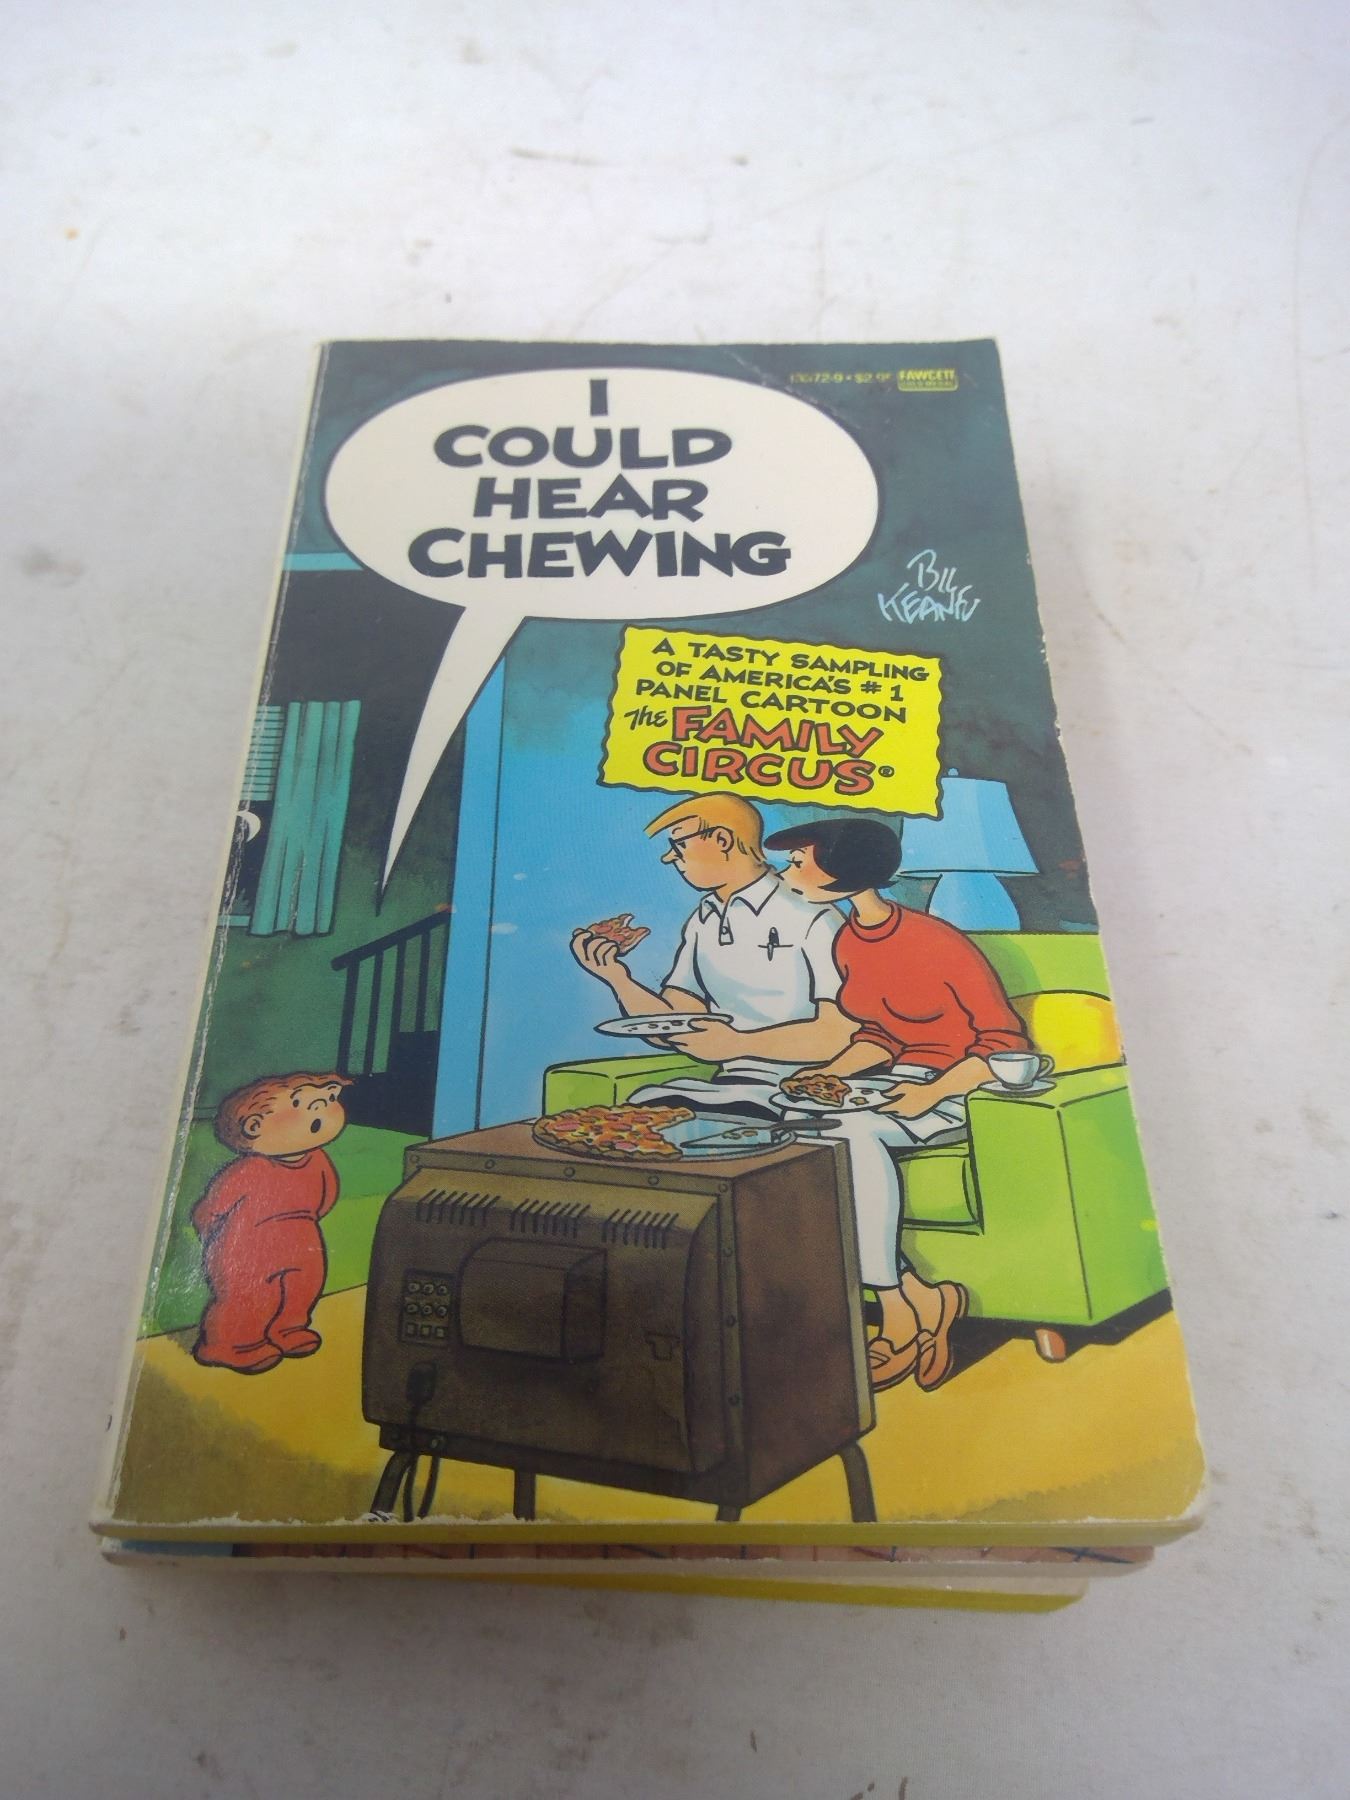 I
COULD
HEAR
CHEWING
FAWCETT
BIL
KEANE
A TASTY SAMPLING
OF AMERICA'S #1
PANEL CARTOON
The FAMILY
CIRCUS®